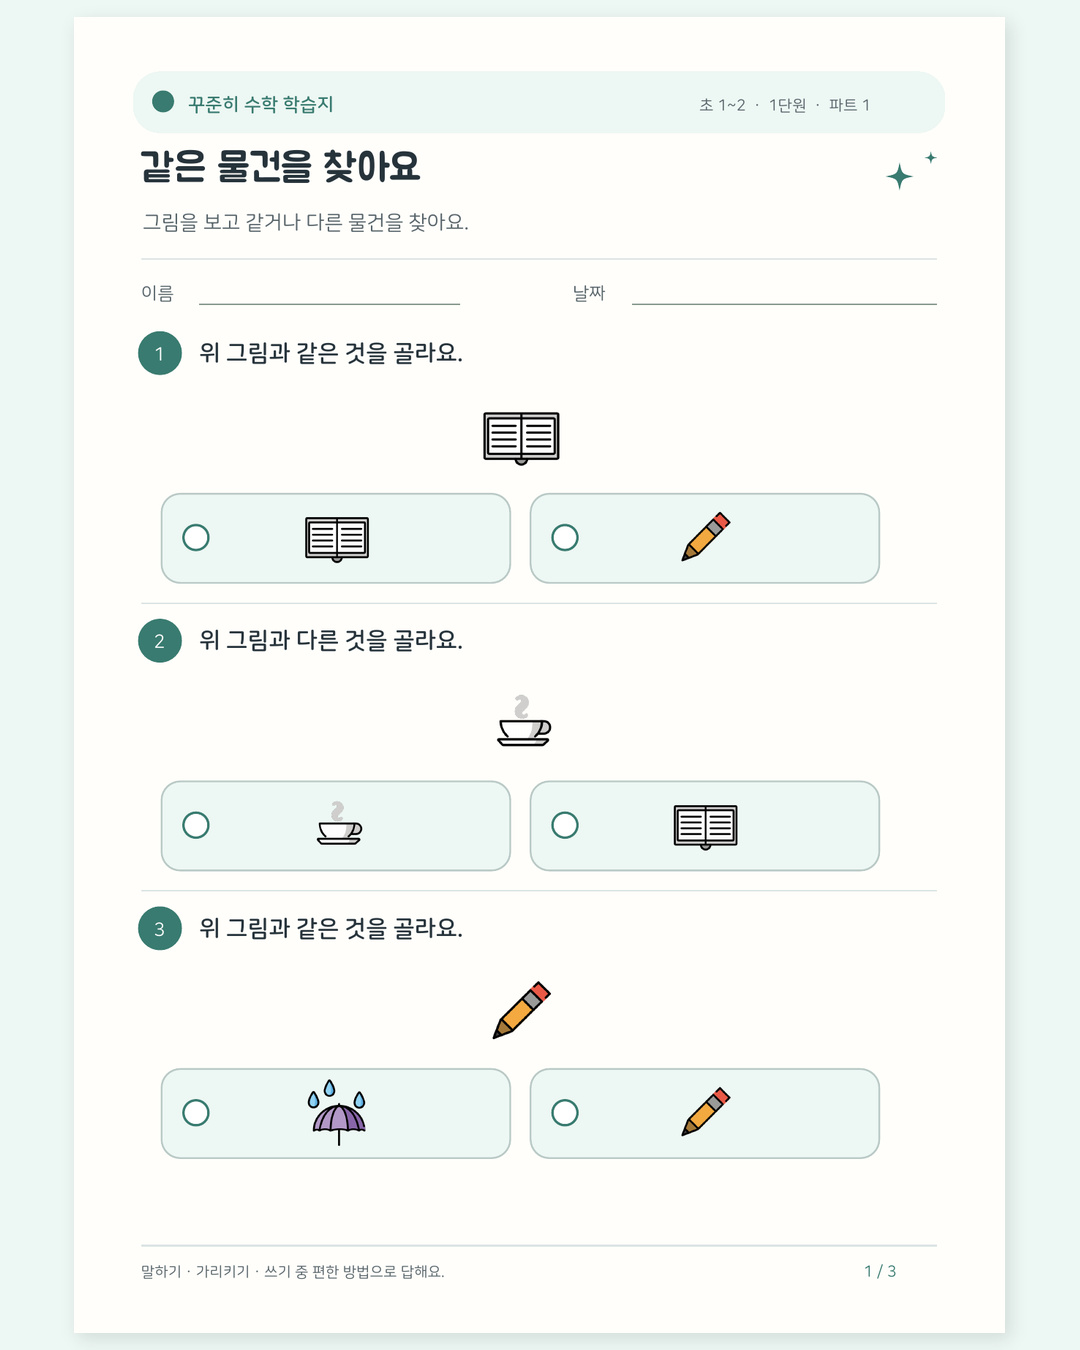 꾸준히 수학 학습지
초 1~2 · 1단원 · 파트 1
같은 물건을 찾아요
그림을 보고 같거나 다른 물건을 찾아요.
이름
날짜
1 위 그림과 같은 것을 골라요.
2 위 그림과 다른 것을 골라요.
3 위 그림과 같은 것을 골라요.
말하기 · 가리키기 · 쓰기 중 편한 방법으로 답해요.
1 / 3